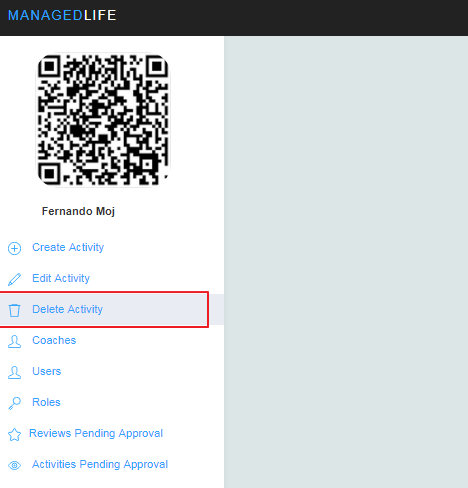 MANAGEDLIFE
Fernando Moj
Create Activity
Edit Activity
Delete Activity
Coaches
Users
Roles
Reviews Pending Approval
Activities Pending Approval